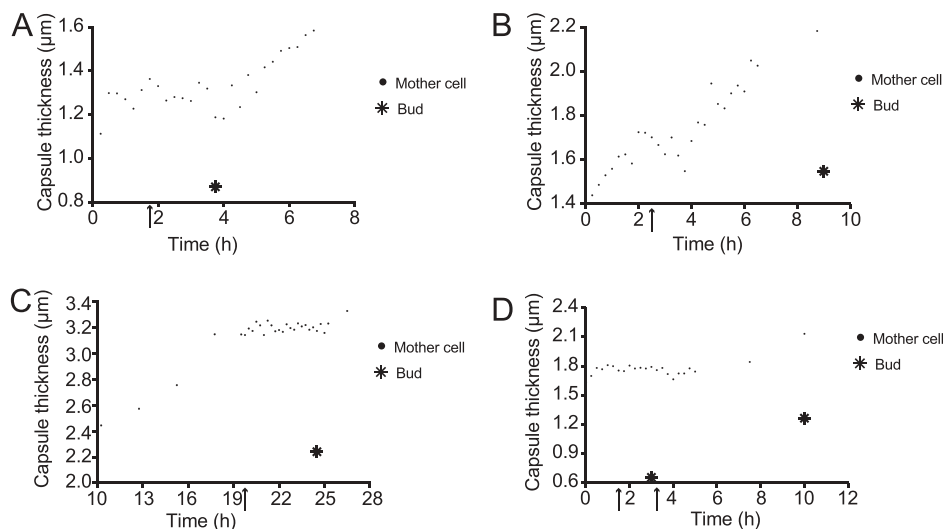 A
Capsule thickness (µm)
1.6
1.4
1.2
1.0
0.8
0 2 4 6 8
Time (h)
Mother cell
Bud
B
Capsule thickness (µm)
2.2
2.0
1.8
1.6
1.4
0 2 4 6 8 10
Time (h)
Mother cell
Bud
C
Capsule thickness (µm)
3.4
3.2
3.0
2.8
2.6
2.4
2.2
2.0
10 13 16 19 22 25 28
Time (h)
Mother cell
Bud
D
Capsule thickness (µm)
2.4
2.1
1.8
1.5
1.2
0.9
0.6
0 2 4 6 8 10 12
Time (h)
Mother cell
Bud